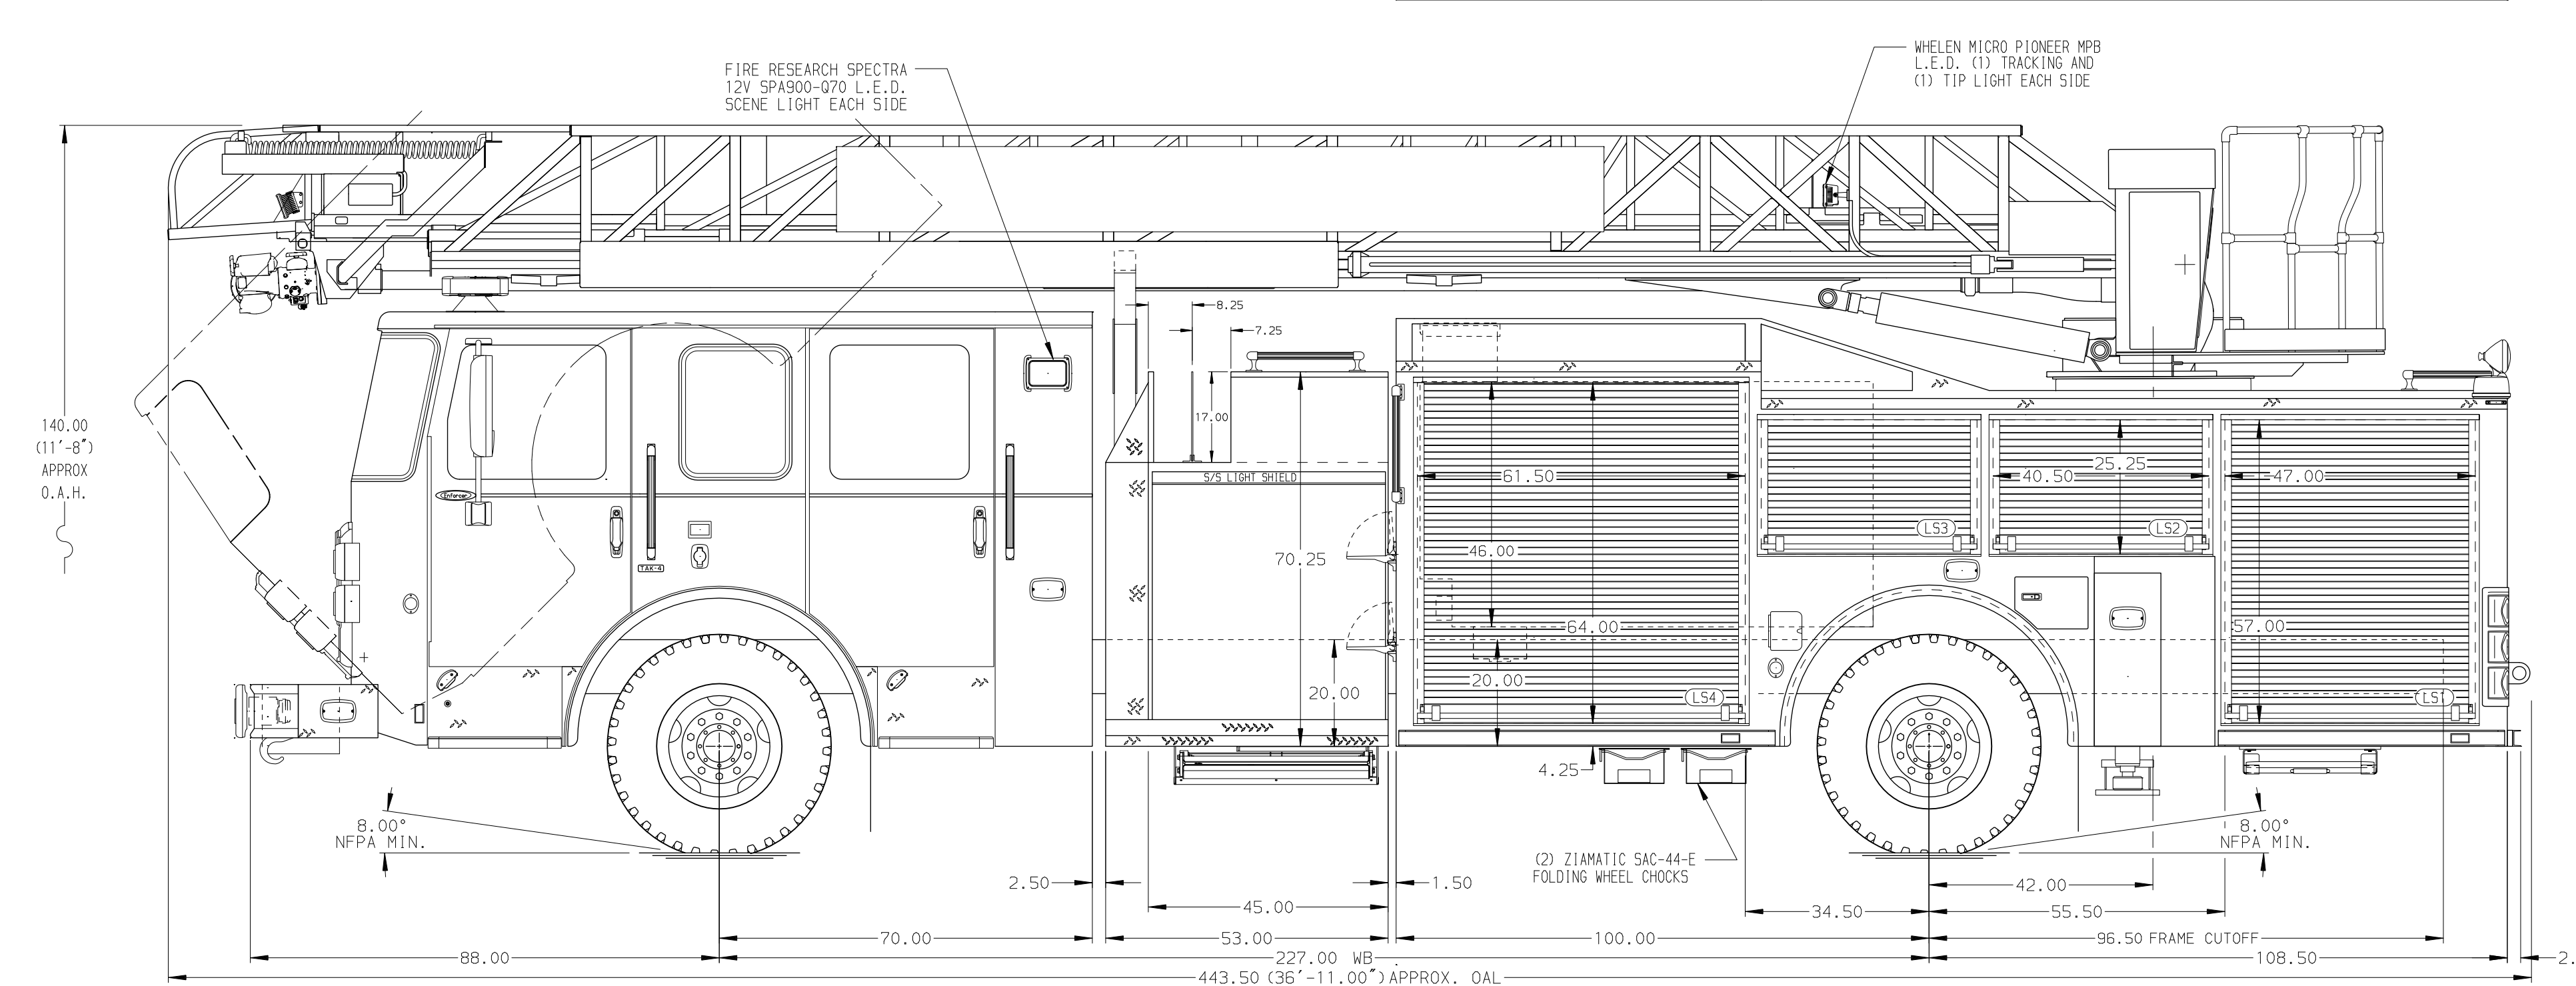 WHELEN MICRO PIONEER MPB
L.E.D. (1) TRACKING AND
(1) TIP LIGHT EACH SIDE
FIRE RESEARCH SPECTRA
12V SPA900-Q70 L.E.D.
SCENE LIGHT EACH SIDE
140.00
(11'-8")
APPROX
O.A.H.
8.25
7.25
17.00
S/S LIGHT SHIELD
61.50
40.50
25.25
47.00
Enforcer
LS3
LS2
46.00
70.25
TAK-4
64.00
57.00
20.00
20.00
LS4
LS1
4.25
8.00°
NFPA MIN.
8.00°
NFPA MIN.
(2) ZIAMATIC SAC-44-E
FOLDING WHEEL CHOCKS
2.50
1.50
42.00
45.00
34.50
55.50
70.00
53.00
100.00
96.50 FRAME CUTOFF
88.00
227.00 WB
108.50
2.
443.50 (36'-11.00") APPROX. OAL